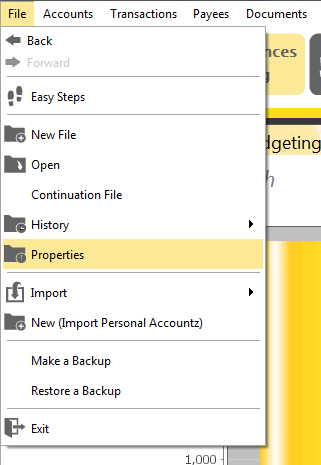 File Accounts Transactions Payees Documents
Back
Forward
Easy Steps
New File
Open
Continuation File
History
Properties
Import
New (Import Personal Accountz)
Make a Backup
Restore a Backup
Exit
nces
g
dgeting
h
1,000